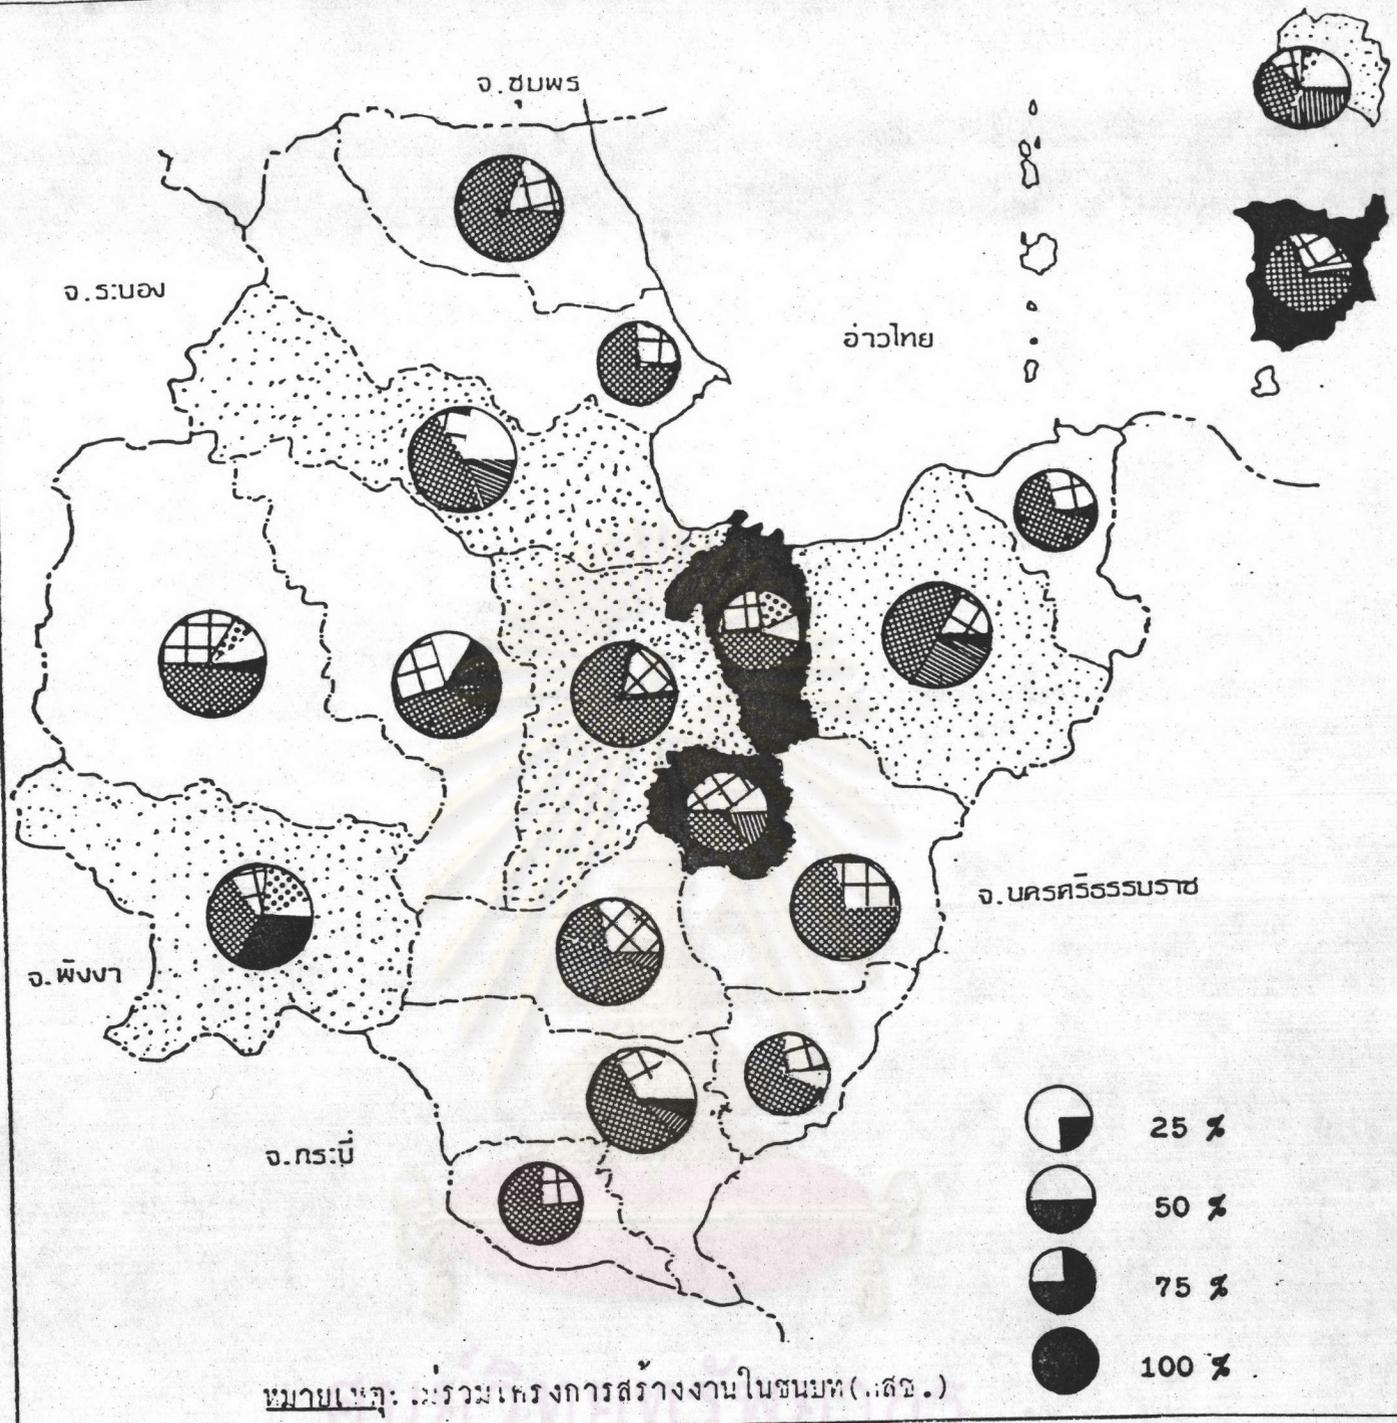 จ.ชุมพร
จ.ระนอง
อ่าวไทย
จ.นครศรีธรรมราช
จ.พังงา
จ.กระบี่
25 %
50 %
75 %
100 %
หมายเหตุ: ไม่รวมโครงการสร้างงานในชนบท(กสช.)